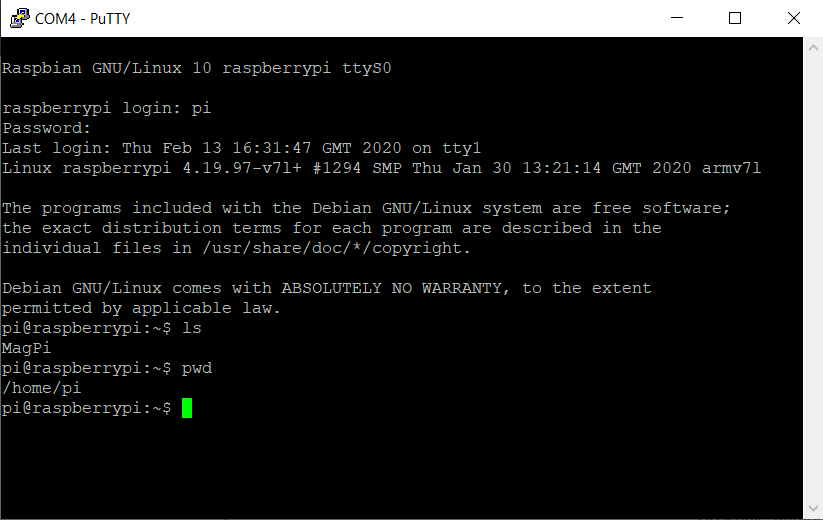 COM4 - PuTTY
Raspbian GNU/Linux 10 raspberrypi ttyS0
raspberrypi login: pi
Password:
Last login: Thu Feb 13 16:31:47 GMT 2020 on tty1
Linux raspberrypi 4.19.97-v7l+ #1294 SMP Thu Jan 30 13:21:14 GMT 2020 armv7l
The programs included with the Debian GNU/Linux system are free software;
the exact distribution terms for each program are described in the
individual files in /usr/share/doc/*/copyright.
Debian GNU/Linux comes with ABSOLUTELY NO WARRANTY, to the extent
permitted by applicable law.
pi@raspberrypi:~$ ls
MagPi
pi@raspberrypi:~$ pwd
/home/pi
pi@raspberrypi:~$